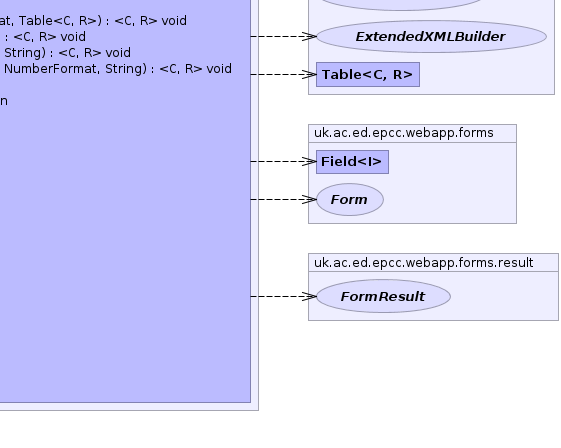 at, Table<C, R>) : <C, R> void
: <C, R> void
String) : <C, R> void
NumberFormat, String) : <C, R> void
n
ExtendedXMLBuilder
Table<C, R>
uk.ac.ed.epcc.webapp.forms
Field<I>
Form
uk.ac.ed.epcc.webapp.forms.result
FormResult